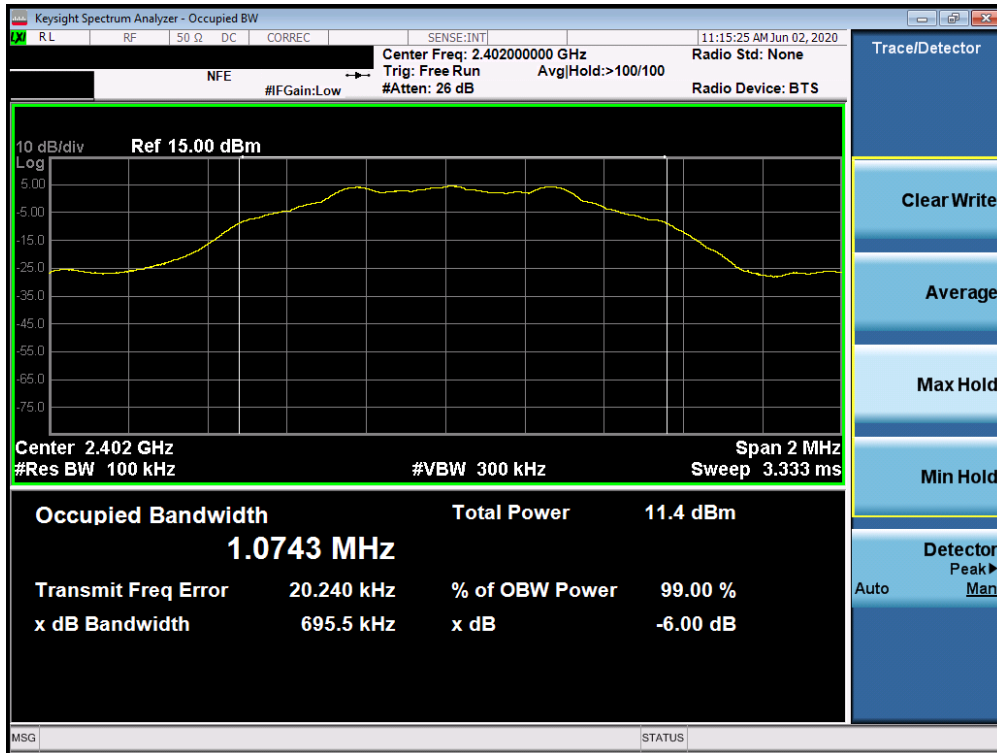 Keysight Spectrum Analyzer - Occupied BW
LXI RL RF 50 Ω DC CORREC SENSE:INT 11:15:25 AM Jun 02, 2020
Center Freq: 2.402000000 GHz Radio Std: None
NFE Trig: Free Run Avg|Hold:>100/100
#IFGain:Low #Atten: 26 dB Radio Device: BTS
10 dB/div Ref 15.00 dBm
Log
5.00
-5.00
-15.0
-25.0
-35.0
-45.0
-55.0
-65.0
-75.0
Center 2.402 GHz Span 2 MHz
#Res BW 100 kHz #VBW 300 kHz Sweep 3.333 ms
Occupied Bandwidth Total Power 11.4 dBm
1.0743 MHz
Transmit Freq Error 20.240 kHz % of OBW Power 99.00 %
x dB Bandwidth 695.5 kHz x dB -6.00 dB
MSG STATUS
Trace/Detector
Clear Write
Average
Max Hold
Min Hold
Detector
Peak▶
Auto Man